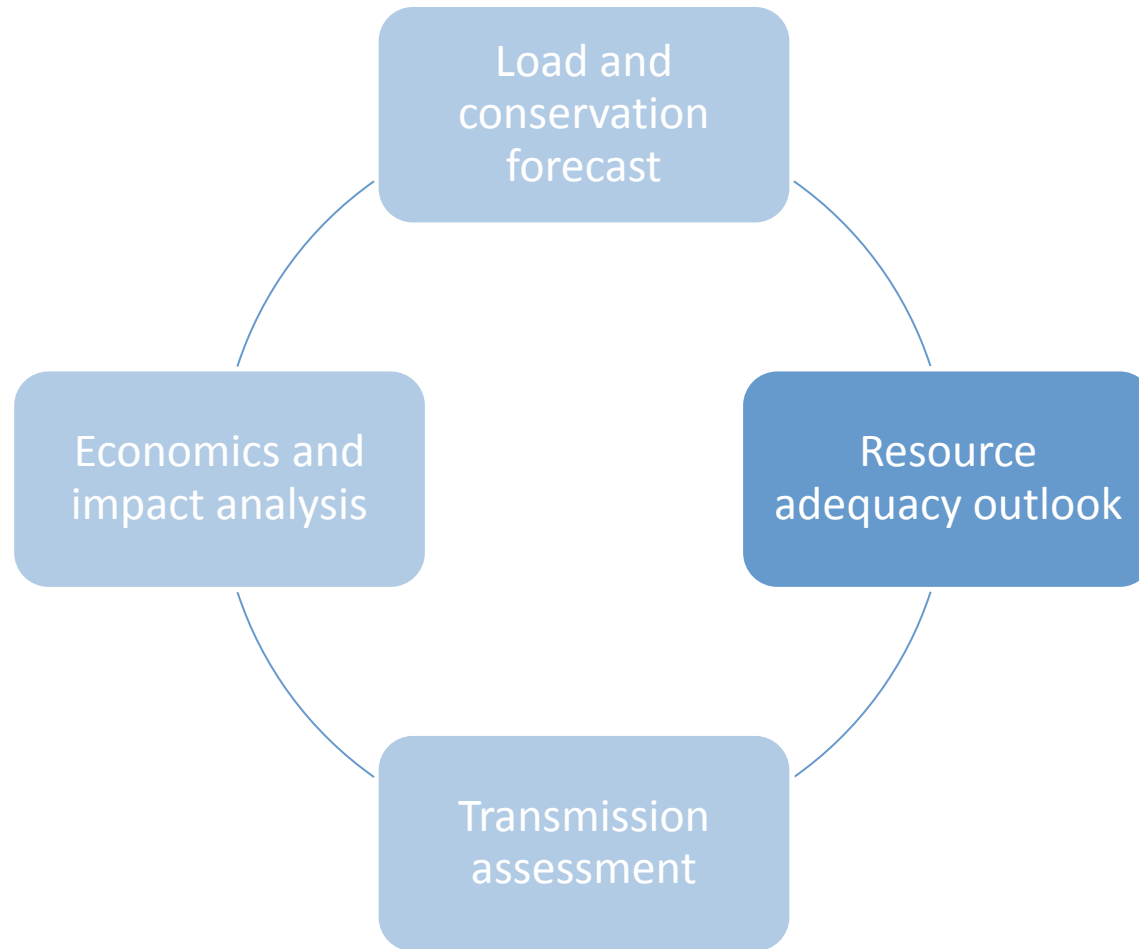 Load and
conservation
forecast
Economics and
impact analysis
Resource
adequacy outlook
Transmission
assessment